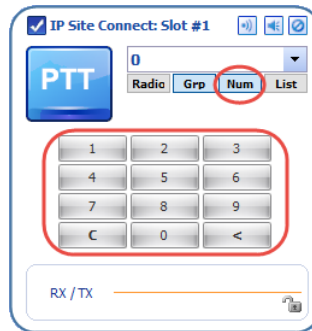 IP Site Connect: Slot #1
PTT
0
Radio Grp Num List
1 2 3
4 5 6
7 8 9
C 0 <
RX / TX